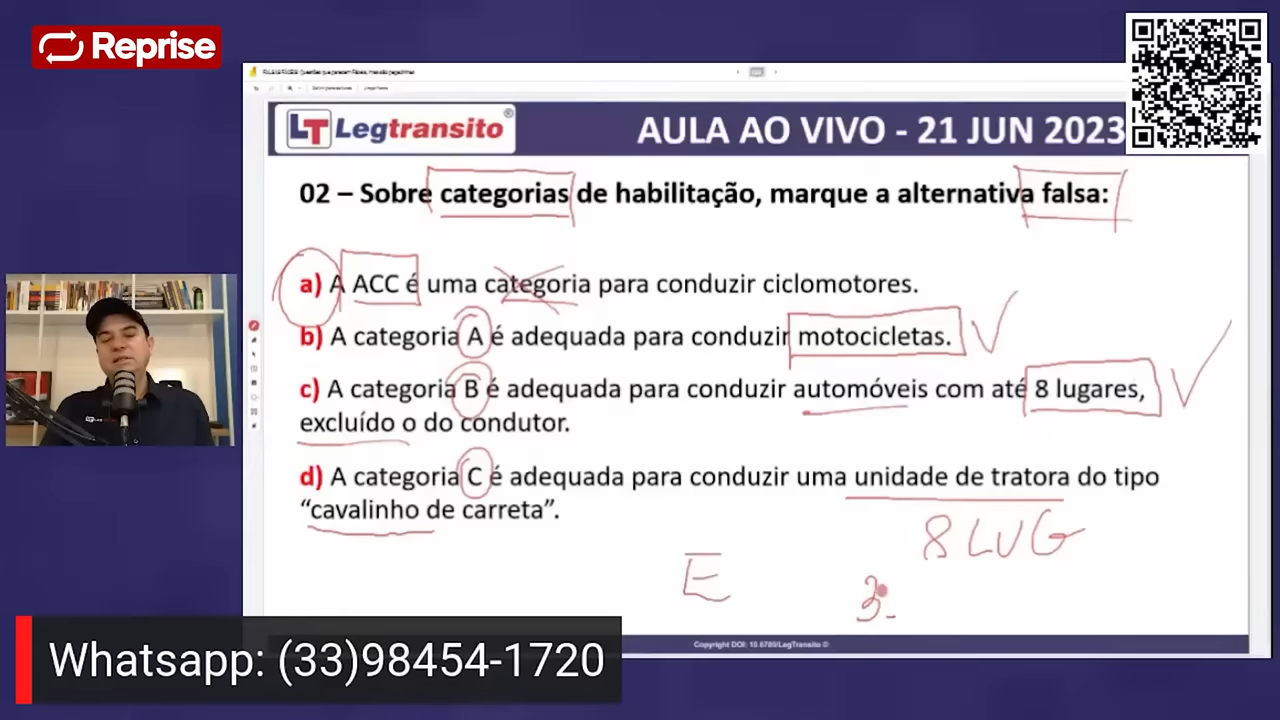 Reprise
LT Legtransito®
AULA AO VIVO - 21 JUN 2023
02 – Sobre categorias de habilitação, marque a alternativa falsa:
a) A ACC é uma categoria para conduzir ciclomotores.
b) A categoria A é adequada para conduzir motocicletas.
c) A categoria B é adequada para conduzir automóveis com até 8 lugares,
excluído o do condutor.
d) A categoria C é adequada para conduzir uma unidade de tratora do tipo
“cavalinho de carreta”.
8 LUG
E
3.
Whatsapp: (33)98454-1720